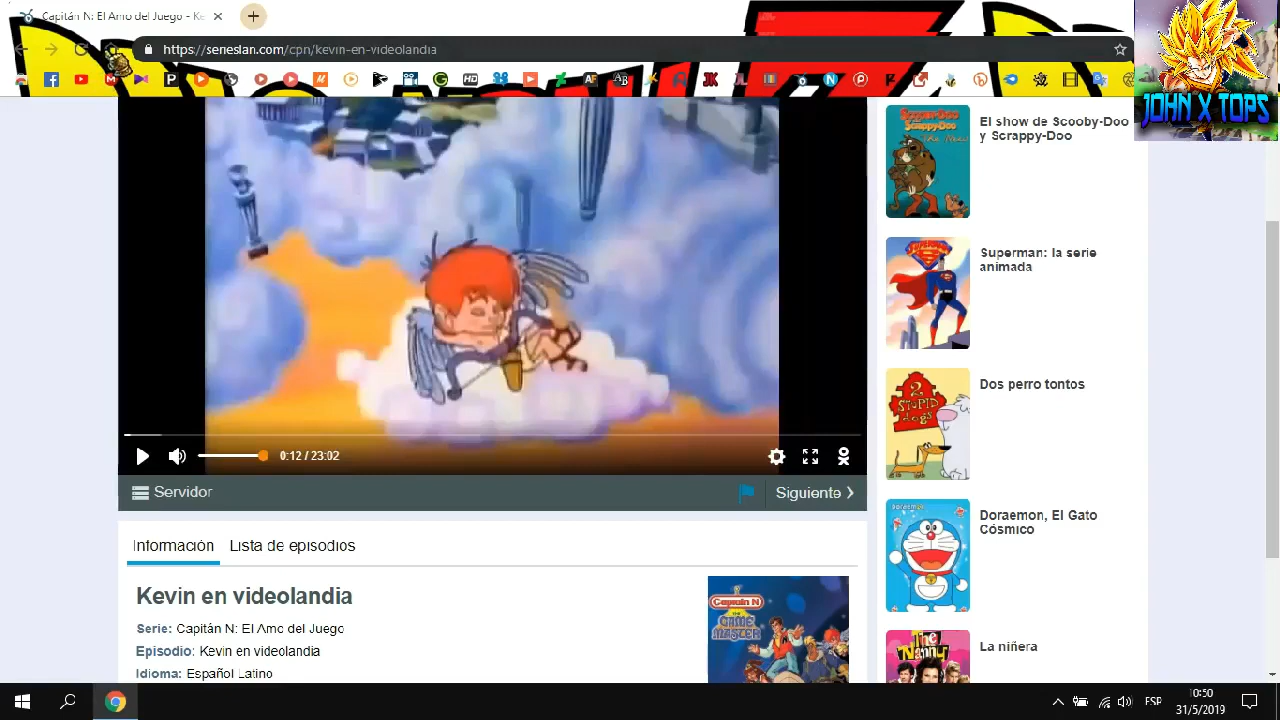 Capitán N: El Amo del Juego - Ke
https://serieslan.com/cpn/kevin-en-videolandia
JOHN X TOPS
El show de Scooby-Doo
y Scrappy-Doo
Superman: la serie
animada
2
STUPID
dogs
Dos perro tontos
Doraemon, El Gato
Cósmico
The
Nanny
La niñera
0:12 / 23:02
Servidor
Siguiente
Información
Lista de episodios
Kevin en videolandia
Serie: Capitán N: El Amo del Juego
Episodio: Kevin en videolandia
Idioma: Español Latino
Captain N
THE
GAME
MASTER
ESP
10:50
31/5/2019